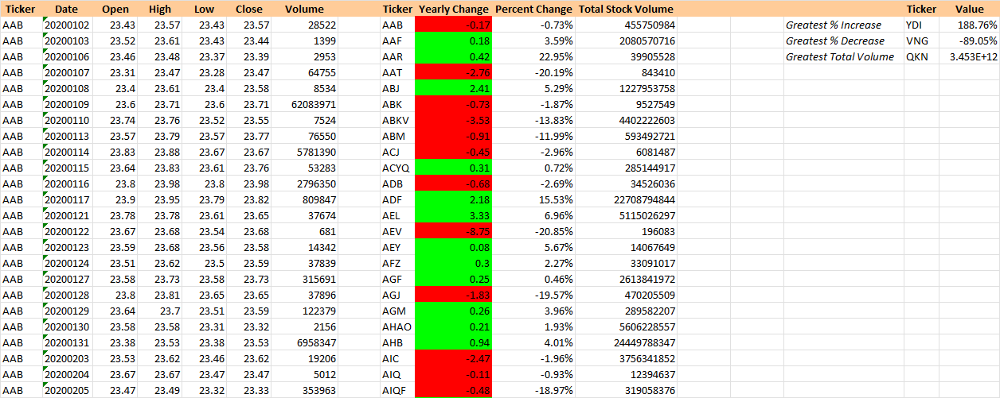 Ticker Date Open High Low Close Volume Ticker Yearly Change Percent Change Total Stock Volume Ticker Value
AAB 20200102 23.43 23.57 23.43 23.57 28522 AAB -0.17 -0.73% 455750984 Greatest % Increase YDI 188.76%
AAB 20200103 23.52 23.61 23.43 23.44 1399 AAF 0.18 3.59% 2080570716 Greatest % Decrease VNG -89.05%
AAB 20200106 23.46 23.48 23.37 23.39 2953 AAR 0.42 22.95% 39905528 Greatest Total Volume QKN 3.453E+12
AAB 20200107 23.31 23.47 23.28 23.47 64755 AAT -2.76 -20.19% 843410
AAB 20200108 23.4 23.61 23.4 23.58 8534 ABJ 2.41 5.29% 1227953758
AAB 20200109 23.6 23.71 23.6 23.71 62083971 ABK -0.73 -1.87% 9527549
AAB 20200110 23.74 23.76 23.52 23.55 7524 ABKV -3.53 -13.83% 4402222603
AAB 20200113 23.57 23.79 23.57 23.77 76550 ABM -0.91 -11.99% 593492721
AAB 20200114 23.83 23.88 23.67 23.67 5781390 ACJ -0.45 -2.96% 6081487
AAB 20200115 23.64 23.83 23.61 23.76 53283 ACYQ 0.31 0.72% 285144917
AAB 20200116 23.8 23.98 23.8 23.98 2796350 ADB -0.68 -2.69% 34526036
AAB 20200117 23.9 23.95 23.79 23.82 809847 ADF 2.18 15.53% 22708794844
AAB 20200121 23.78 23.78 23.61 23.65 37674 AEL 3.33 6.96% 5115026297
AAB 20200122 23.67 23.68 23.54 23.68 681 AEV -8.75 -20.85% 196083
AAB 20200123 23.59 23.68 23.56 23.58 14342 AEY 0.08 5.67% 14067649
AAB 20200124 23.51 23.62 23.5 23.59 37839 AFZ 0.3 2.27% 33091017
AAB 20200127 23.58 23.73 23.58 23.73 315691 AGF 0.25 0.46% 2613841972
AAB 20200128 23.8 23.81 23.65 23.65 37896 AGJ -1.83 -19.57% 470205509
AAB 20200129 23.64 23.7 23.51 23.59 122379 AGM 0.26 3.96% 289582207
AAB 20200130 23.58 23.58 23.31 23.32 2156 AHAO 0.21 1.93% 5606228557
AAB 20200131 23.38 23.53 23.38 23.53 6958347 AHB 0.94 4.01% 24449788347
AAB 20200203 23.53 23.62 23.46 23.62 19206 AIC -2.47 -1.96% 3756341852
AAB 20200204 23.67 23.67 23.47 23.47 5012 AIQ -0.11 -0.93% 12394637
AAB 20200205 23.47 23.49 23.32 23.33 353963 AIQF -0.48 -18.97% 319058376